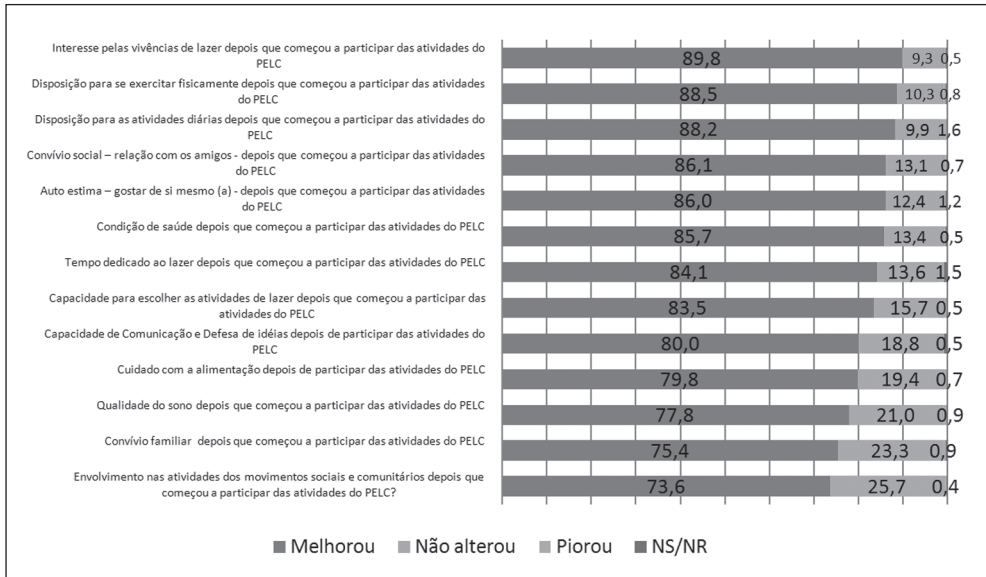 Interesse pelas vivências de lazer depois que começou a participar das atividades do
PELC
89,8 9,3 0,5
Disposição para se exercitar fisicamente depois que começou a participar das atividades
do PELC
88,5 10,3 0,8
Disposição para as atividades diárias depois que começou a participar das atividades do
PELC
88,2 9,9 1,6
Convívio social – relação com os amigos - depois que começou a participar das atividades
do PELC
86,1 13,1 0,7
Auto estima – gostar de si mesmo (a) - depois que começou a participar das atividades
do PELC
86,0 12,4 1,2
Condição de saúde depois que começou a participar das atividades do PELC
85,7 13,4 0,5
Tempo dedicado ao lazer depois que começou a participar das atividades do PELC
84,1 13,6 1,5
Capacidade para escolher as atividades de lazer depois que começou a participar das
atividades do PELC
83,5 15,7 0,5
Capacidade de Comunicação e Defesa de idéias depois de participar das atividades do
PELC
80,0 18,8 0,5
Cuidado com a alimentação depois de participar das atividades do PELC
79,8 19,4 0,7
Qualidade do sono depois que começou a participar das atividades do PELC
77,8 21,0 0,9
Convívio familiar depois que começou a participar das atividades do PELC
75,4 23,3 0,9
Envolvimento nas atividades dos movimentos sociais e comunitários depois que
começou a participar das atividades do PELC?
73,6 25,7 0,4
Melhorou Não alterou Piorou NS/NR